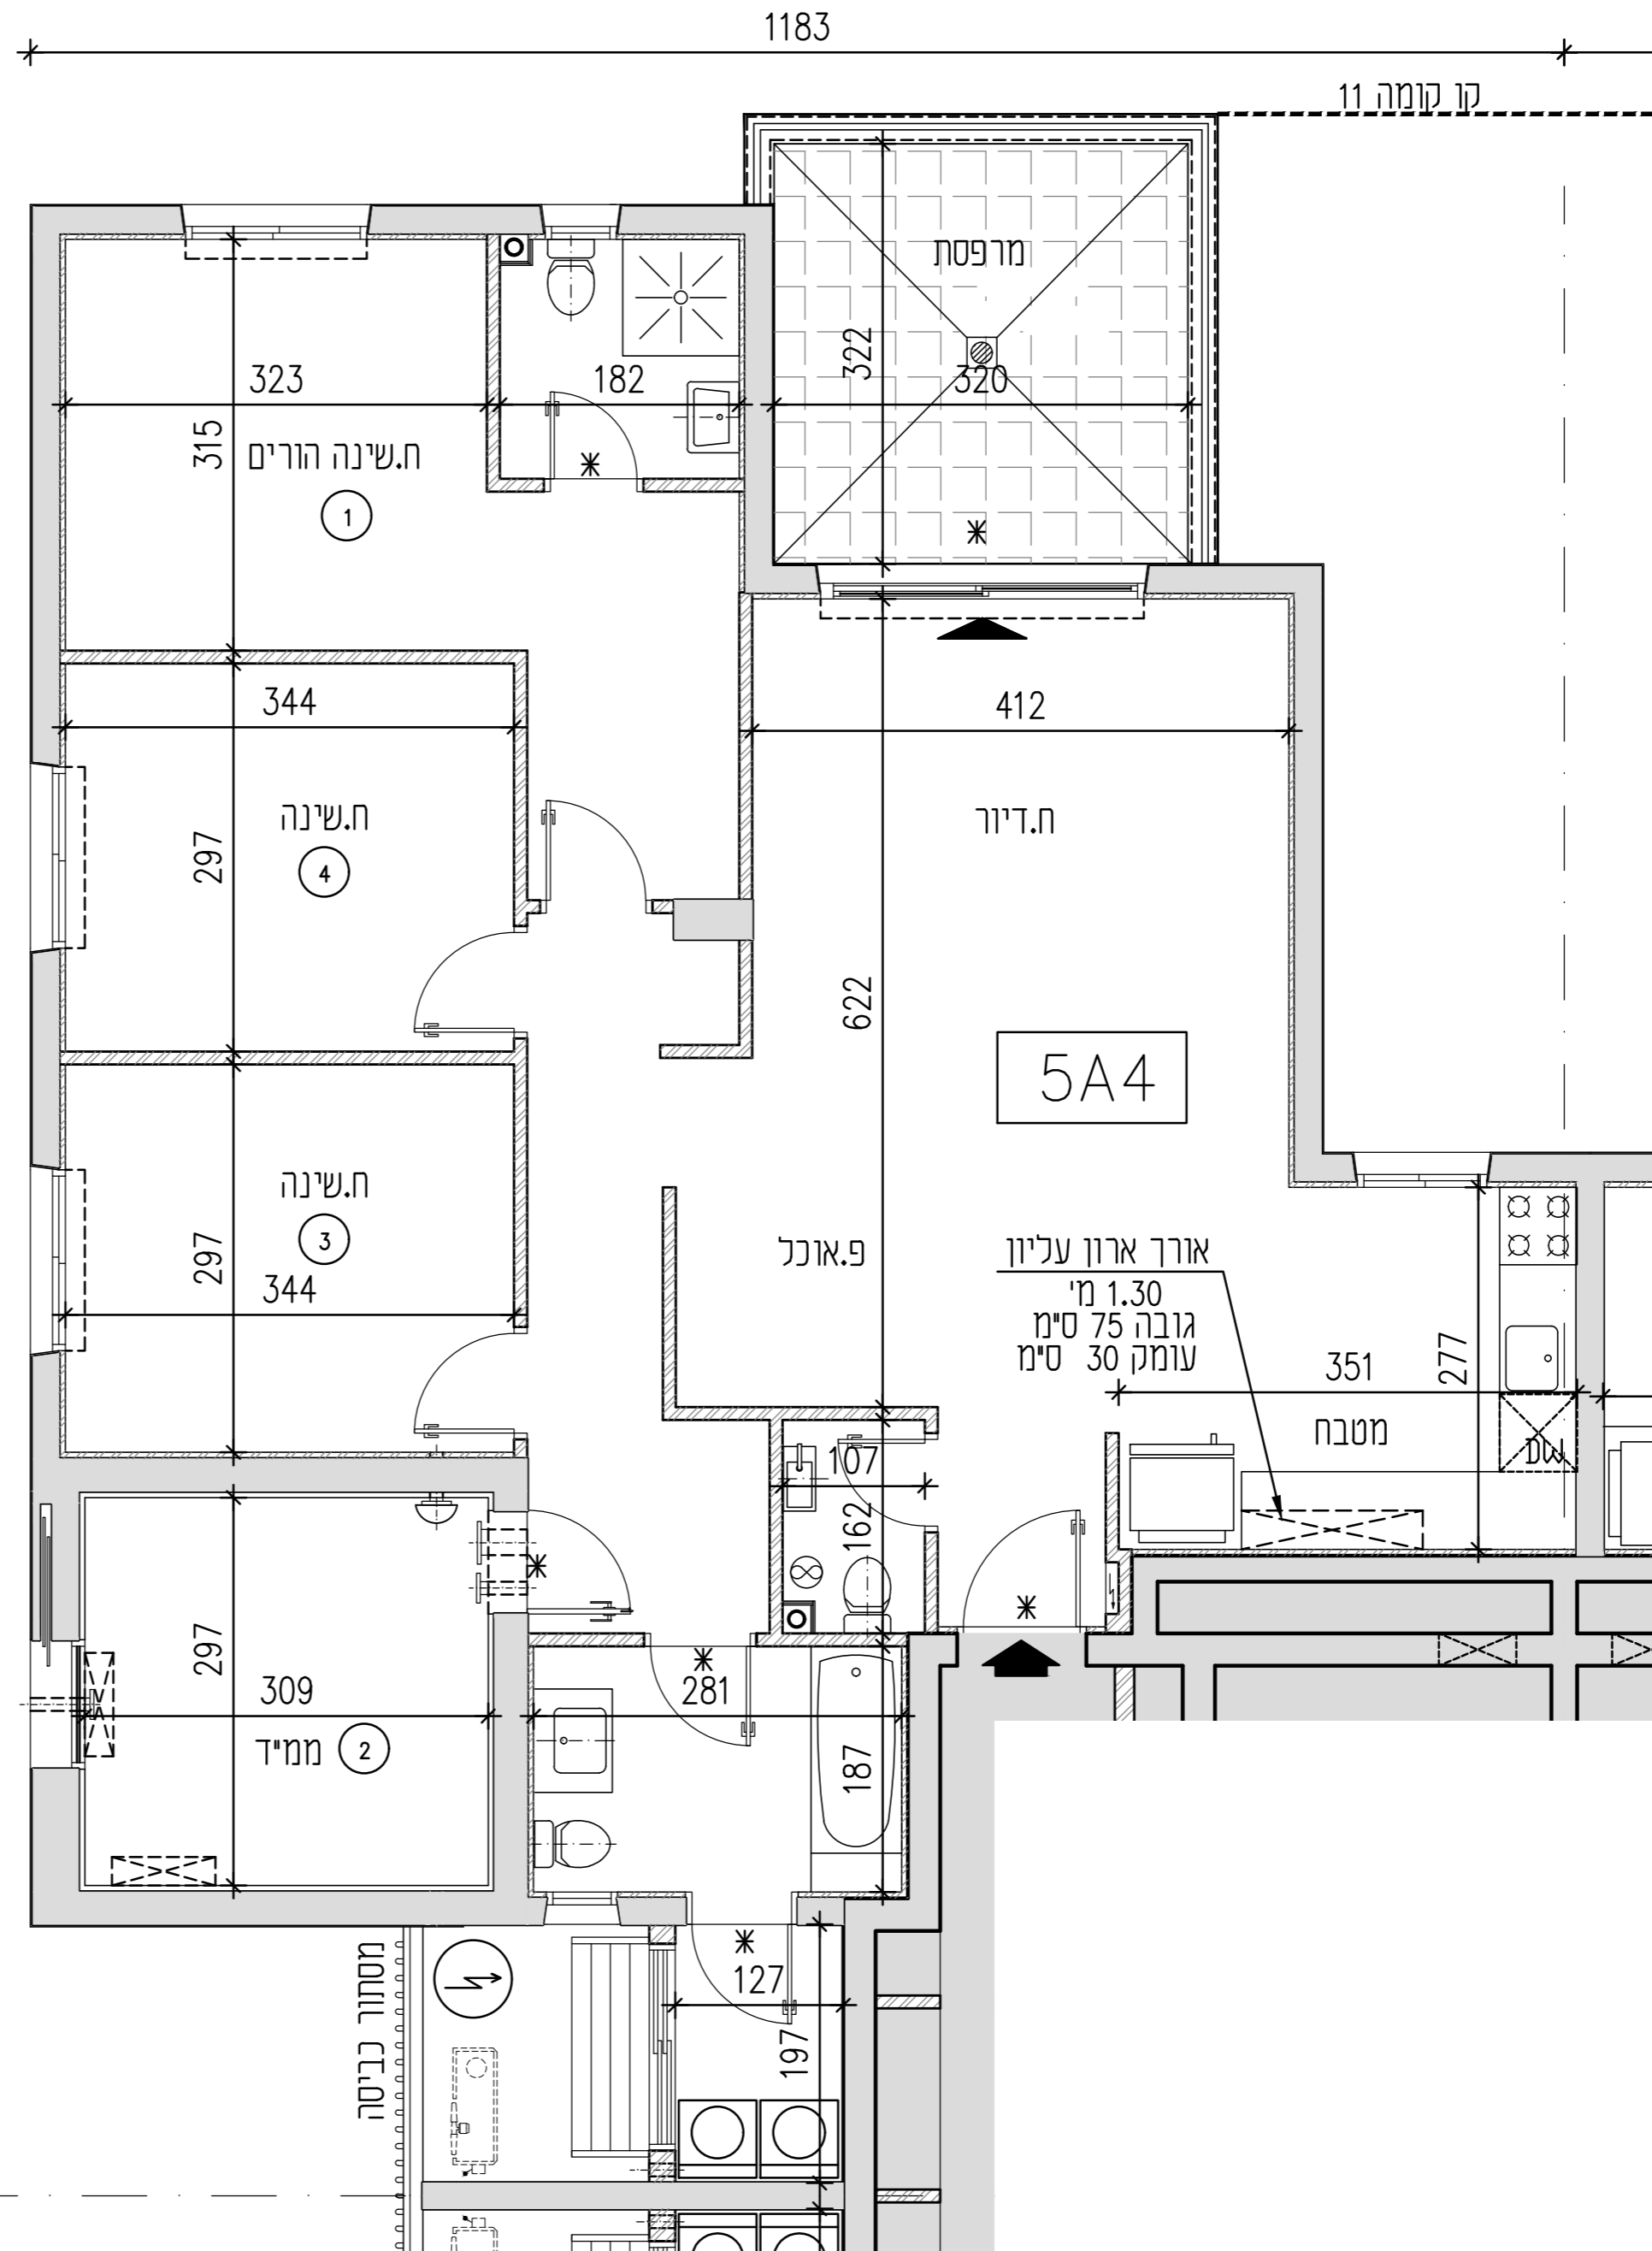 1183
קו קומה 11
מרפסת
322
320
323
182
315
ח.שינה הורים
1
344
412
ח.שינה
4
297
ח.דיור
622
5A4
ח.שינה
3
297
344
פ.אוכל
אורך ארון עליון
1.30 מ'
גובה 75 ס"מ
עומק 30 ס"מ
351
277
מטבח
DW
107
162
297
309
ממ"ד
2
281
187
מסתור כביסה
127
197